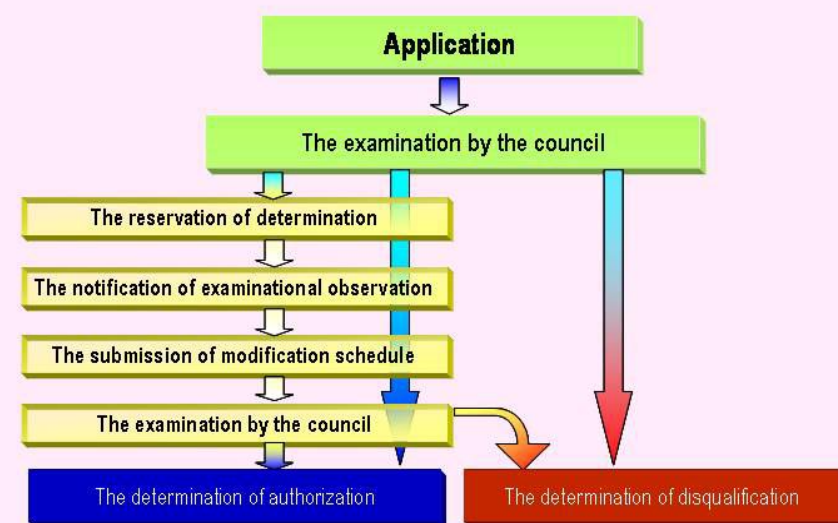 Application
The examination by the council
The reservation of determination
The notification of examinational observation
The submission of modification schedule
The examination by the council
The determination of authorization
The determination of disqualification